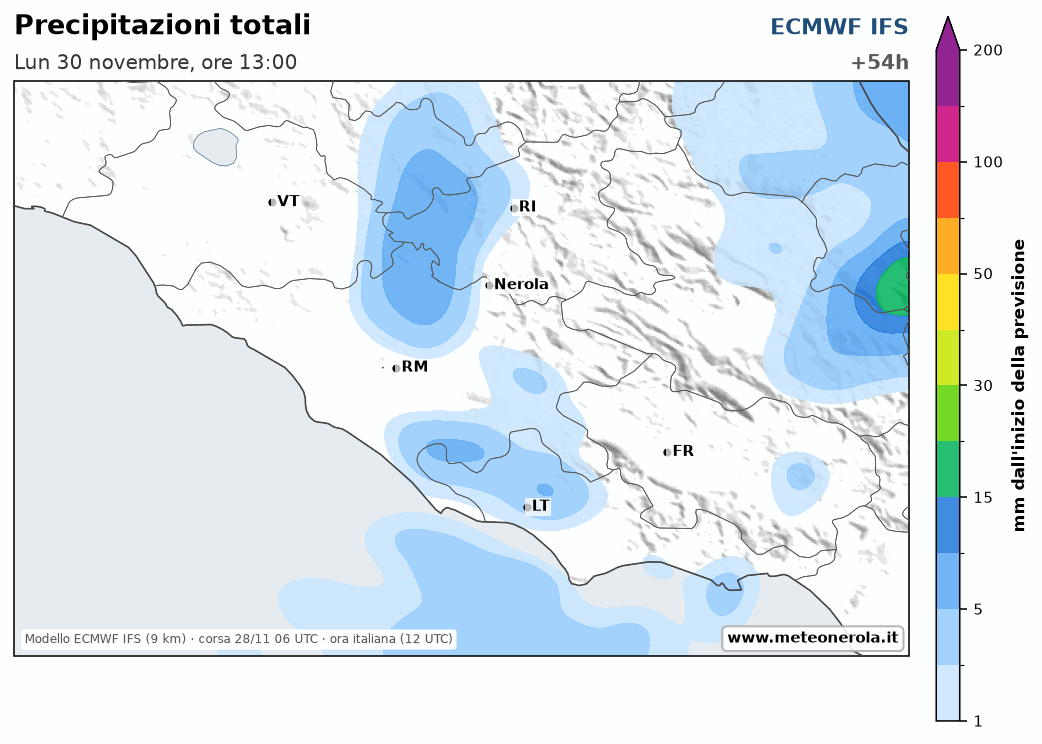 Precipitazioni totali
ECMWF IFS
Lun 30 novembre, ore 13:00
+54h
200
100
50
30
15
5
1
mm dall'inizio della previsione
VT
RI
Nerola
RM
FR
LT
Modello ECMWF IFS (9 km) · corsa 28/11 06 UTC · ora italiana (12 UTC)
www.meteonerola.it